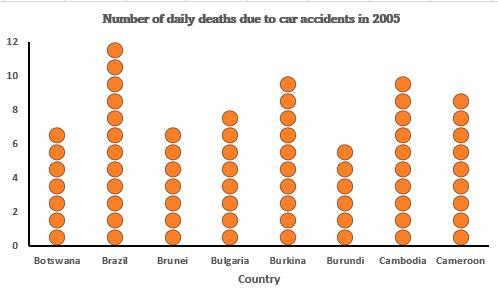 Number of daily deaths due to car accidents in 2005
12
10
8
6
4
2
0
Botswana Brazil Brunei Bulgaria Burkina Burundi Cambodia Cameroon
Country